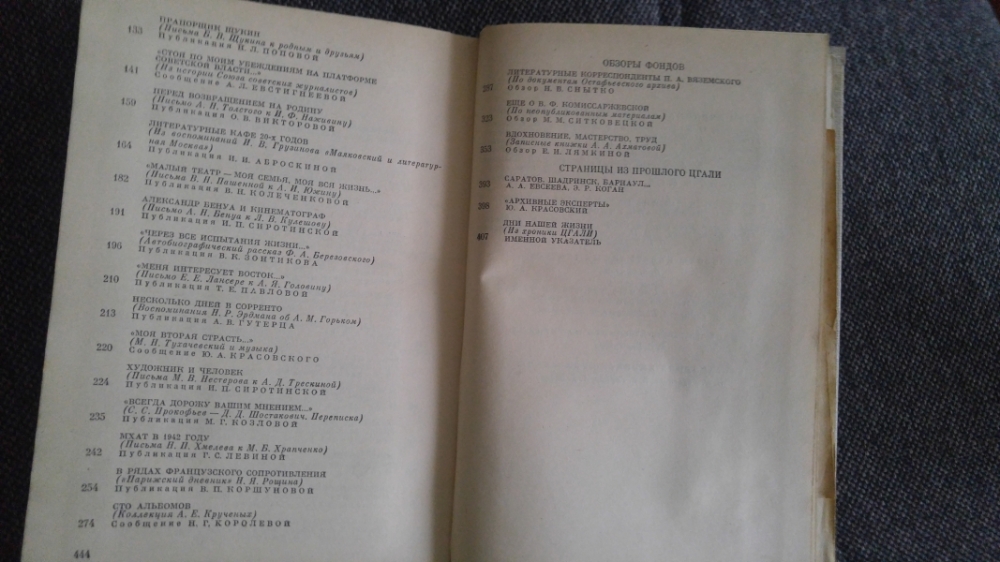 ПРАПОРЩИК ЩУКИН
(Письма Б. В. Щукина к родным и друзьям)
133 Публикация В. Л. ПОПОВОЙ
«СТОЯ ПО МОИМ УБЕЖДЕНИЯМ НА ПЛАТФОРМЕ
СОВЕТСКОЙ ВЛАСТИ...»
(Из истории Союза советских журналистов)
141 Сообщение А. Д. ЕВСТИГНЕЕВОЙ
ПЕРЕД ВОЗВРАЩЕНИЕМ НА РОДИНУ
(Письмо А. Н. Толстого к И. Ф. Наживину)
159 Публикация О. В. ВИКТОРОВОЙ
ЛИТЕРАТУРНЫЕ КАФЕ 20-х ГОДОВ
(Из воспоминаний И. В. Грузинова «Маяковский и литератур-
ная Москва»)
164 Публикация И. И. АБРОСКИНОЙ
«МАЛЫЙ ТЕАТР — МОЯ СЕМЬЯ, МОЯ ВСЯ ЖИЗНЬ...»
(Письма В. Н. Пашенной к А. И. Южину)
182 Публикация В. Н. КОЛЕЧЕНКОВОЙ
АЛЕКСАНДР БЕНУА И КИНЕМАТОГРАФ
(Письмо А. Н. Бенуа к Л. В. Кулешову)
191 Публикация И. П. СИРОТИНСКОЙ
«ЧЕРЕЗ ВСЕ ИСПЫТАНИЯ ЖИЗНИ...»
(Автобиографический рассказ Ф. А. Березовского)
196 Публикация В. К. ЗОИТИКОВА
«МЕНЯ ИНТЕРЕСУЕТ ВОСТОК...»
(Письмо Е. Е. Лансере к А. Я. Головину)
210 Публикация Т. Е. ПАВЛОВОЙ
НЕСКОЛЬКО ДНЕЙ В СОРРЕНТО
(Воспоминания Н. Р. Эрдмана об А. М. Горьком)
213 Публикация А. В. ГУТЕРЦА
«МОЯ ВТОРАЯ СТРАСТЬ...»
(М. Н. Тухачевский и музыка)
220 Сообщение Ю. А. КРАСОВСКОГО
ХУДОЖНИК И ЧЕЛОВЕК
(Письма М. В. Нестерова к А. Д. Трескиной)
224 Публикация И. П. СИРОТИНСКОЙ
«ВСЕГДА ДОРОЖУ ВАШИМ МНЕНИЕМ...»
(С. С. Прокофьев — Д. Д. Шостакович. Переписка)
235 Публикация М. Г. КОЗЛОВОЙ
МХАТ В 1942 ГОДУ
(Письма Н. П. Хмелева к М. Б. Храпченко)
242 Публикация Г. С. ЛЕВИНОЙ
В РЯДАХ ФРАНЦУЗСКОГО СОПРОТИВЛЕНИЯ
(«Парижский дневник» Н. Я. Рощина)
254 Публикация В. П. КОРШУНОВОЙ
СТО АЛЬБОМОВ
(Коллекция А. Е. Крученых)
274 Сообщение Н. Г. КОРОЛЕВОЙ
444
ОБЗОРЫ ФОНДОВ
ЛИТЕРАТУРНЫЕ КОРРЕСПОНДЕНТЫ П. А. ВЯЗЕМСКОГО
(По документам Остафьевского архива)
Обзор И. В. СНЫТКО
ЕЩЕ О В. Ф. КОМИССАРЖЕВСКОЙ
(По неопубликованным материалам)
323 Обзор М. М. СИТКОВЕЦКОЙ
ВДОХНОВЕНИЕ, МАСТЕРСТВО, ТРУД
(Записные книжки А. А. Ахматовой)
353 Обзор Е. И. ЛЯМКИНОЙ
СТРАНИЦЫ ИЗ ПРОШЛОГО ЦГАЛИ
САРАТОВ, ШАДРИНСК, БАРНАУЛ...
393 А. А. ЕВСЕЕВА, З. Р. КОГАН
«АРХИВНЫЕ ЭКСПЕРТЫ»
398 Ю. А. КРАСОВСКИЙ
ДНИ НАШЕЙ ЖИЗНИ
(Из хроники ЦГАЛИ)
407 ИМЕННОЙ УКАЗАТЕЛЬ